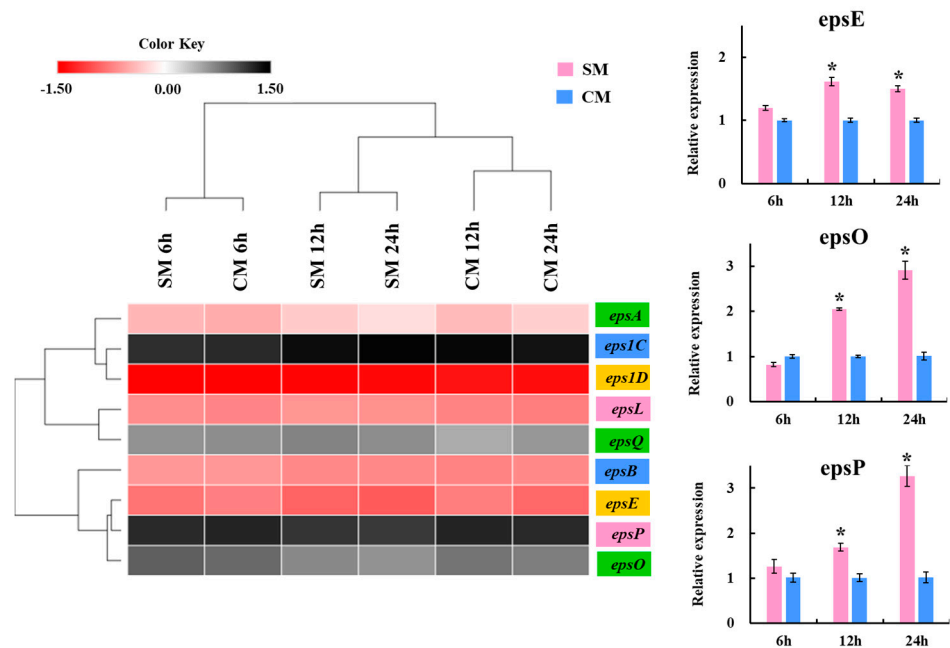 Color Key
-1.50 0.00 1.50
SM
CM
SM 6h
CM 6h
SM 12h
SM 24h
CM 12h
CM 24h
epsA
eps1C
eps1D
epsL
epsQ
epsB
epsE
epsP
epsO
epsE
Relative expression
2
1
0
*
*
6h 12h 24h
epsO
Relative expression
3
2
1
0
*
*
6h 12h 24h
epsP
Relative expression
3
2
1
0
*
*
6h 12h 24h